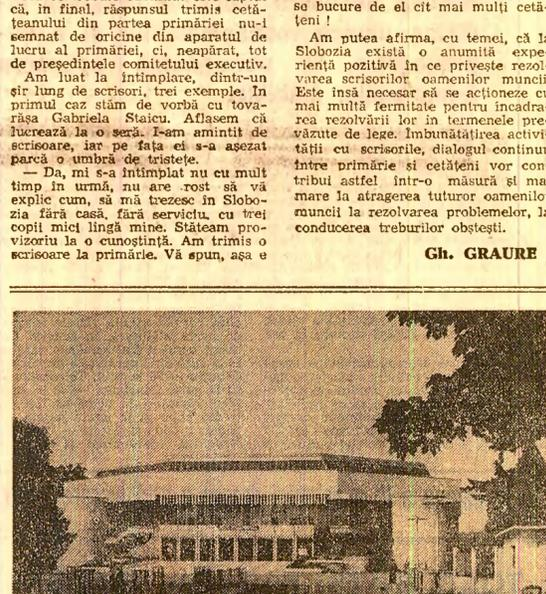 că, în final, răspunsul trimis cetă-
țeanului din partea primăriei nu-i
semnat de oricine din aparatul de
lucru al primăriei, ci, neapărat, tot
de președintele comitetului executiv.
Am luat la întîmplare, dintr-un
șir lung de scrisori, trei exemple. În
primul caz stăm de vorbă cu tova-
rășa Gabriela Staicu. Aflasem că
lucrează la o seră. I-am amintit de
scrisoare, iar pe fața ei s-a așezat
parcă o umbră de tristețe.
— Da, mi s-a întîmplat nu cu mult
timp în urmă, nu are rost să vă
explic cum, să mă trezesc în Slobo-
zia fără casă, fără serviciu, cu trei
copii mici lîngă mine. Stăteam pro-
vizoriu la o cunoștință. Am trimis o
scrisoare la primărie. Vă spun, așa e
se bucure de el cît mai mulți cetă-
țeni !
Am putea afirma, cu temei, că l
Slobozia există o anumită expe
riență pozitivă în ce privește rezol
varea scrisorilor oamenilor muncii
Este însă necesar să se acționeze c
mai multă fermitate pentru încadra
rea rezolvării lor în termenele pre
văzute de lege. Îmbunătățirea activi
tății cu scrisorile, dialogul continu
între primărie și cetățeni vor con
tribui astfel într-o măsură și ma
mare la atragerea tuturor oamenilo
muncii la rezolvarea problemelor, l
conducerea treburilor obștești.
Gh. GRAURE